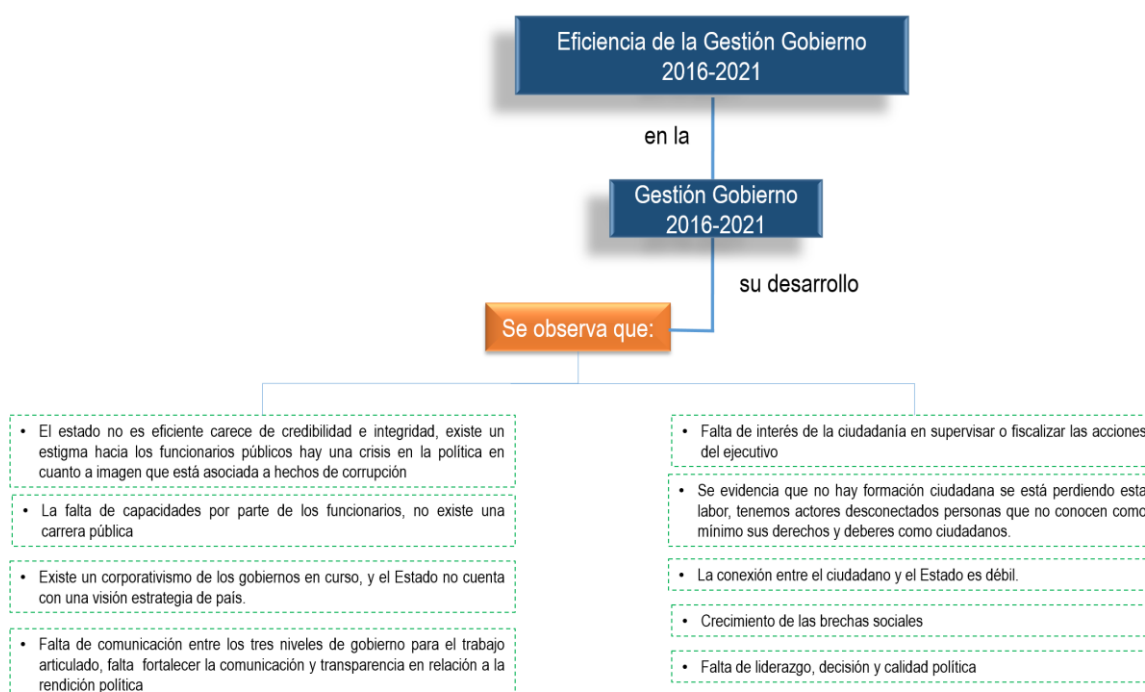 Eficiencia de la Gestión Gobierno
2016-2021
en la
Gestión Gobierno
2016-2021
su desarrollo
Se observa que:
• El estado no es eficiente carece de credibilidad e integridad, existe un
estigma hacia los funcionarios públicos hay una crisis en la política en
cuanto a imagen que está asociada a hechos de corrupción
• La falta de capacidades por parte de los funcionarios, no existe una
carrera pública
• Existe un corporativismo de los gobiernos en curso, y el Estado no cuenta
con una visión estrategia de país.
• Falta de comunicación entre los tres niveles de gobierno para el trabajo
articulado, falta fortalecer la comunicación y transparencia en relación a la
rendición política
• Falta de interés de la ciudadanía en supervisar o fiscalizar las acciones
del ejecutivo
• Se evidencia que no hay formación ciudadana se está perdiendo esta
labor, tenemos actores desconectados personas que no conocen como
mínimo sus derechos y deberes como ciudadanos.
• La conexión entre el ciudadano y el Estado es débil.
• Crecimiento de las brechas sociales
• Falta de liderazgo, decisión y calidad política